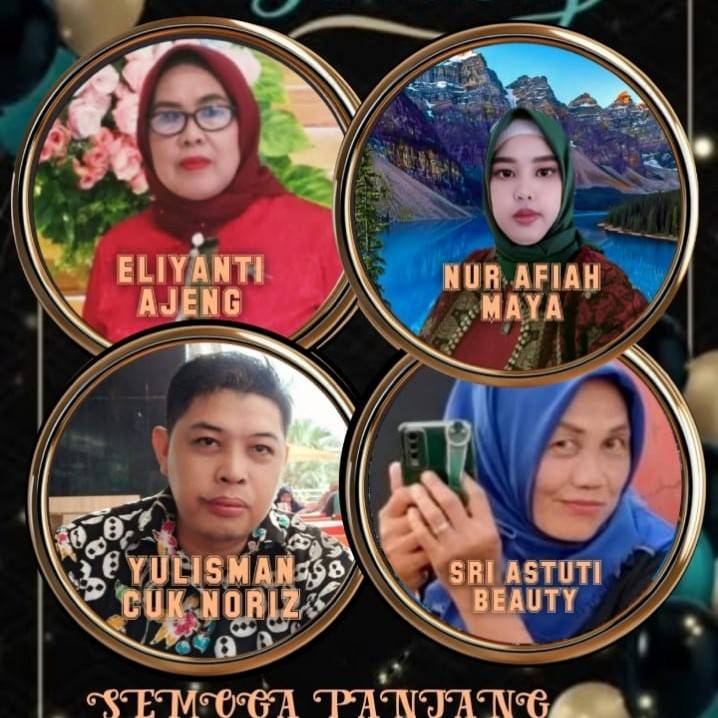 ELIYANTI
AJENG
NUR AFIAH
MAYA
YULISMAN
CUK NORIZ
SRI ASTUTI
BEAUTY
SEMOGA PANJANG